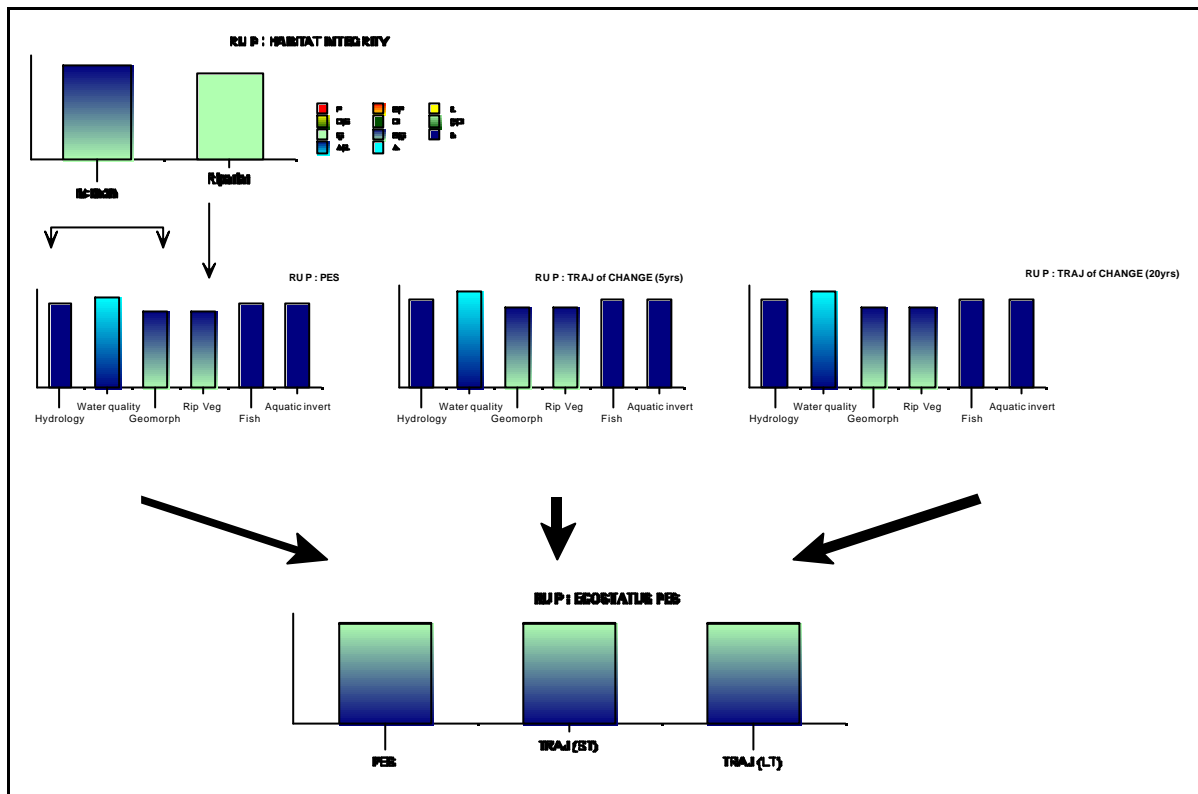 RU P : HABITAT INTEGRITY
Riparian
RU P : PES
Hydrology
Water quality
Geomorph
Rip Veg
Fish
Aquatic invert
RU P : TRAJ of CHANGE (5yrs)
Hydrology
Water quality
Geomorph
Rip Veg
Fish
Aquatic invert
RU P : TRAJ of CHANGE (20yrs)
Hydrology
Water quality
Geomorph
Rip Veg
Fish
Aquatic invert
RU P : ECOSTATUS PES
PES
TRAJ (ST)
TRAJ (LT)